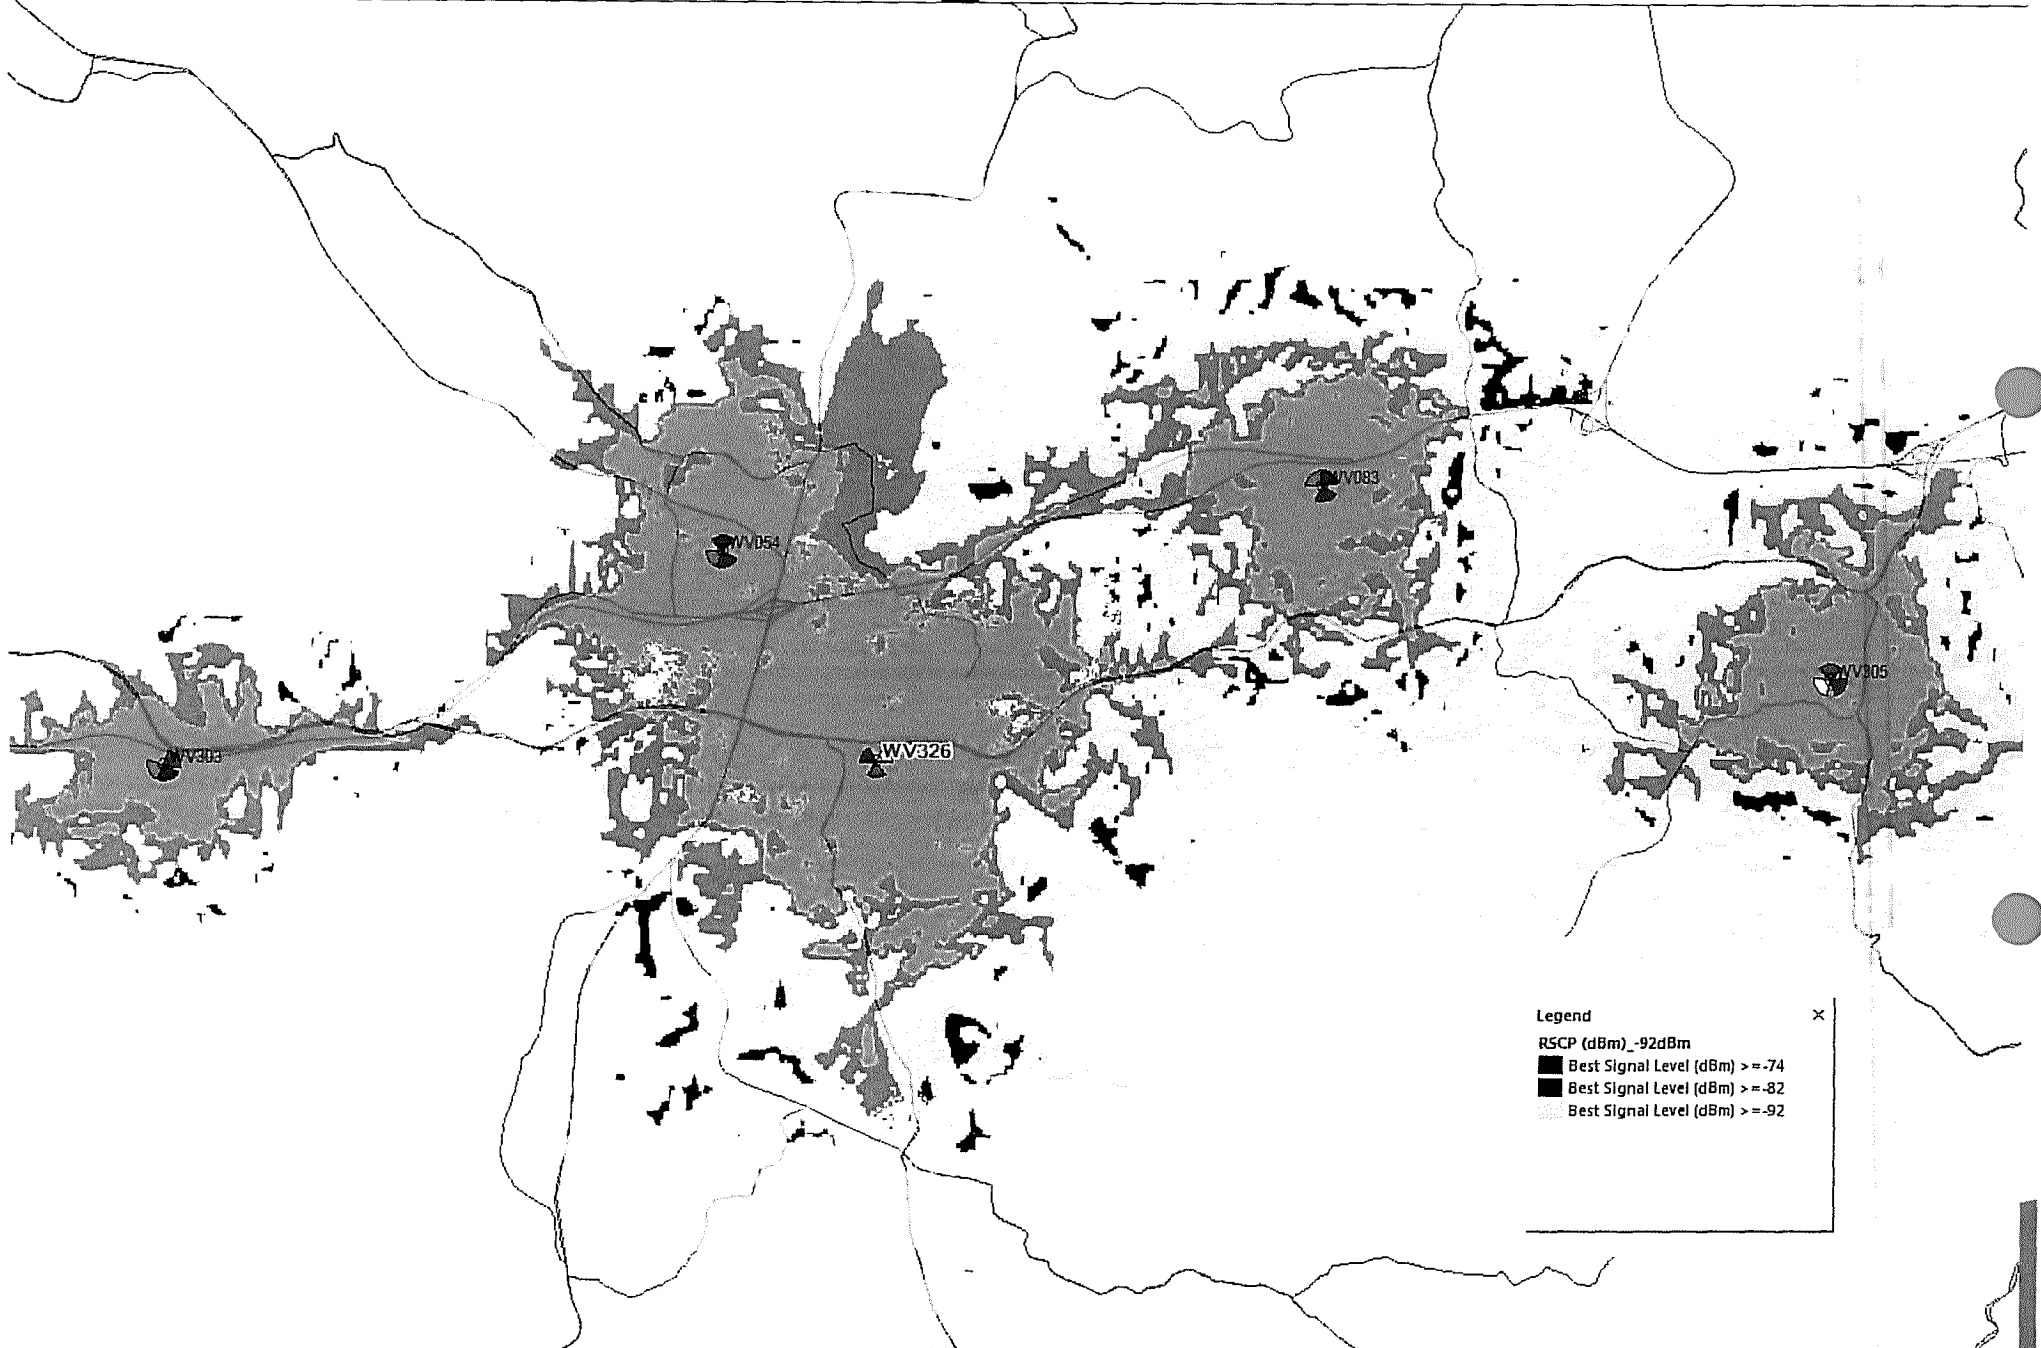 WV083
WV054
WV305
WV326
WV303
Legend ×
RSCP (dBm)_-92dBm
Best Signal Level (dBm) >=-74
Best Signal Level (dBm) >=-82
Best Signal Level (dBm) >=-92